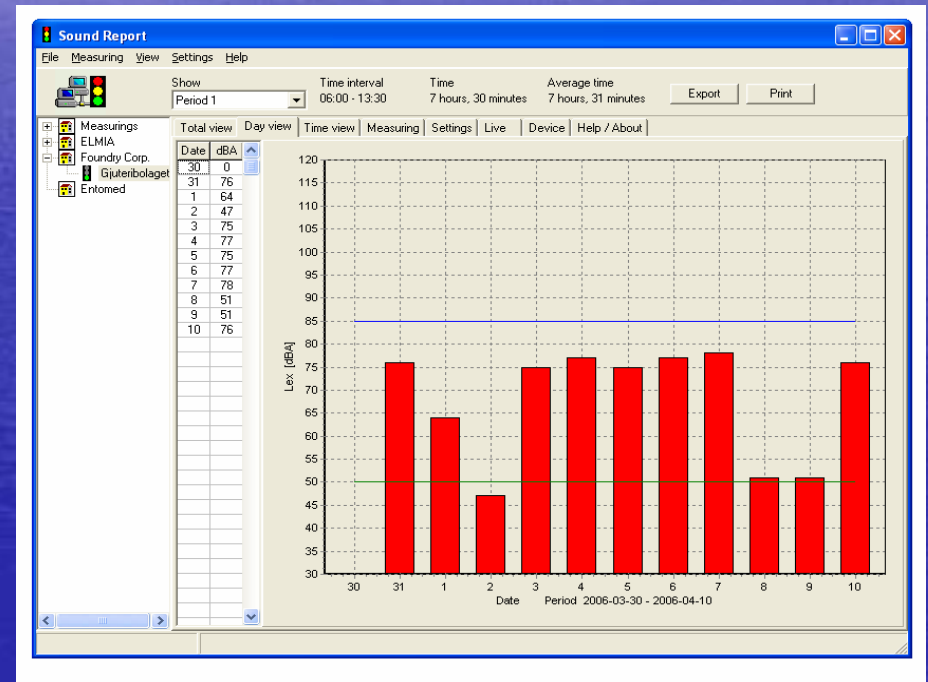 Sound Report
File Measuring View Settings Help
Show Time interval Time Average time
Period 1 06:00 - 13:30 7 hours, 30 minutes 7 hours, 31 minutes Export Print
Measurings
ELMIA
Foundry Corp.
Gjuteribolaget
Entomed
Total view Day view Time view Measuring Settings Live Device Help / About
Date dBA
30 0
31 76
1 64
2 47
3 75
4 77
5 75
6 77
7 78
8 51
9 51
10 76
120
115
110
105
100
95
90
85
80
75
70
65
60
55
50
45
40
35
30
Lex [dBA]
30 31 1 2 3 4 5 6 7 8 9 10
Date Period 2006-03-30 - 2006-04-10